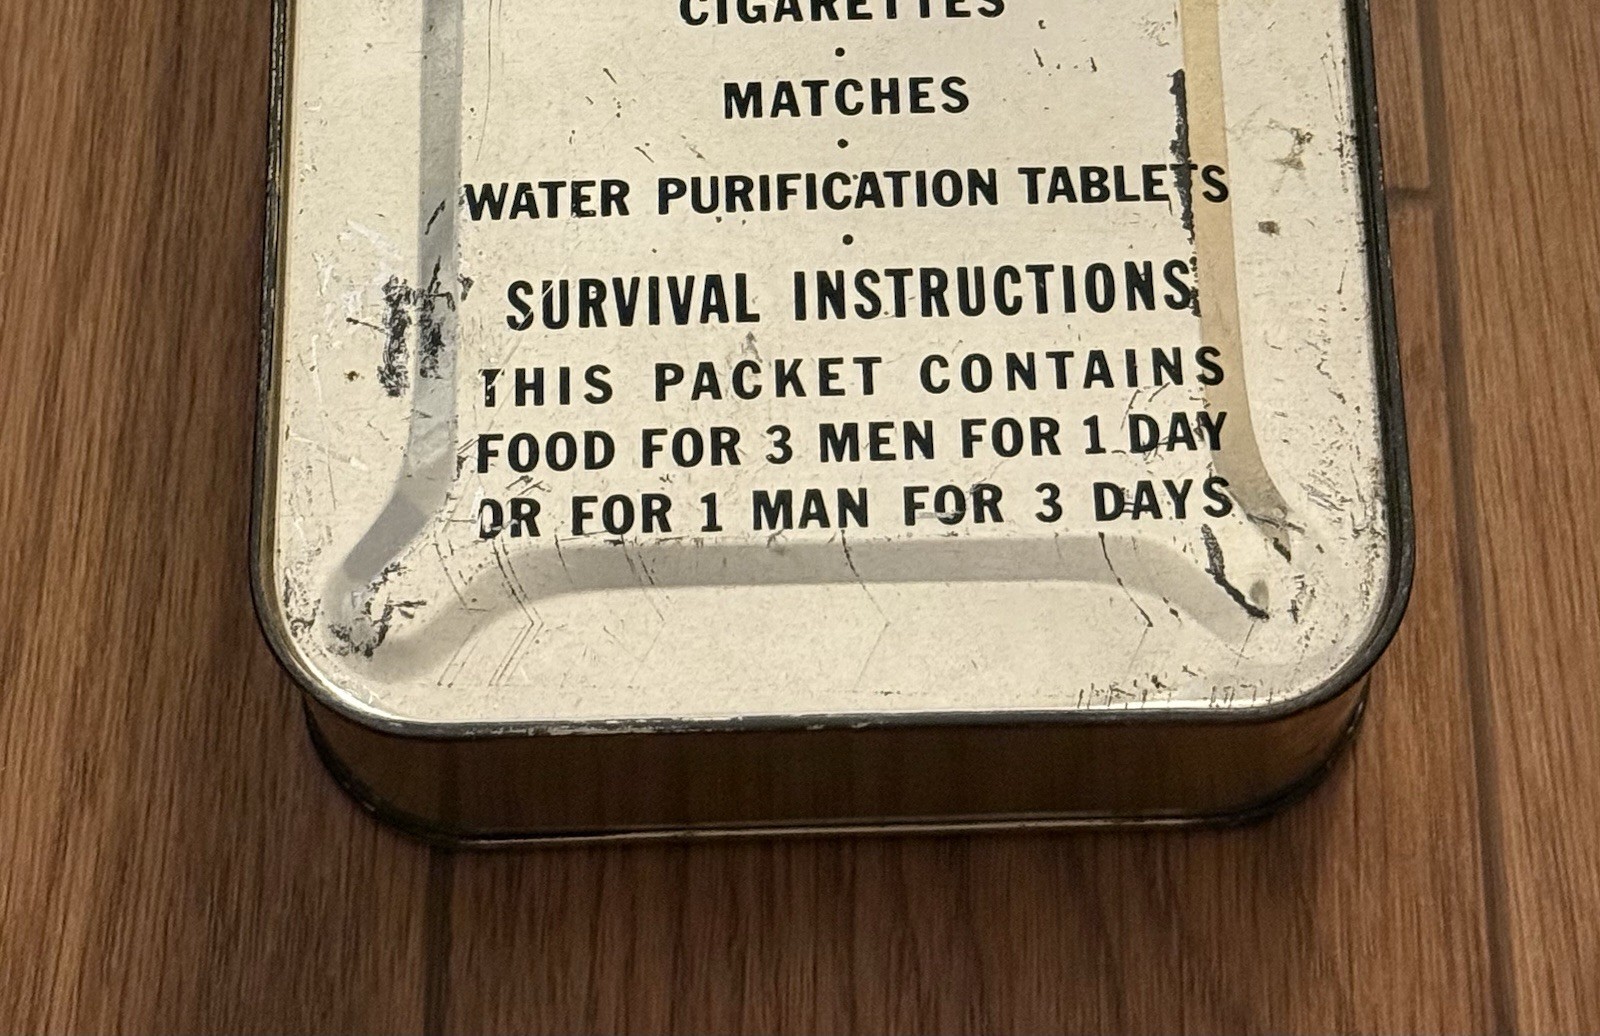 CIGARETTES
•
MATCHES
•
WATER PURIFICATION TABLETS
•
SURVIVAL INSTRUCTIONS
THIS PACKET CONTAINS
FOOD FOR 3 MEN FOR 1 DAY
OR FOR 1 MAN FOR 3 DAYS